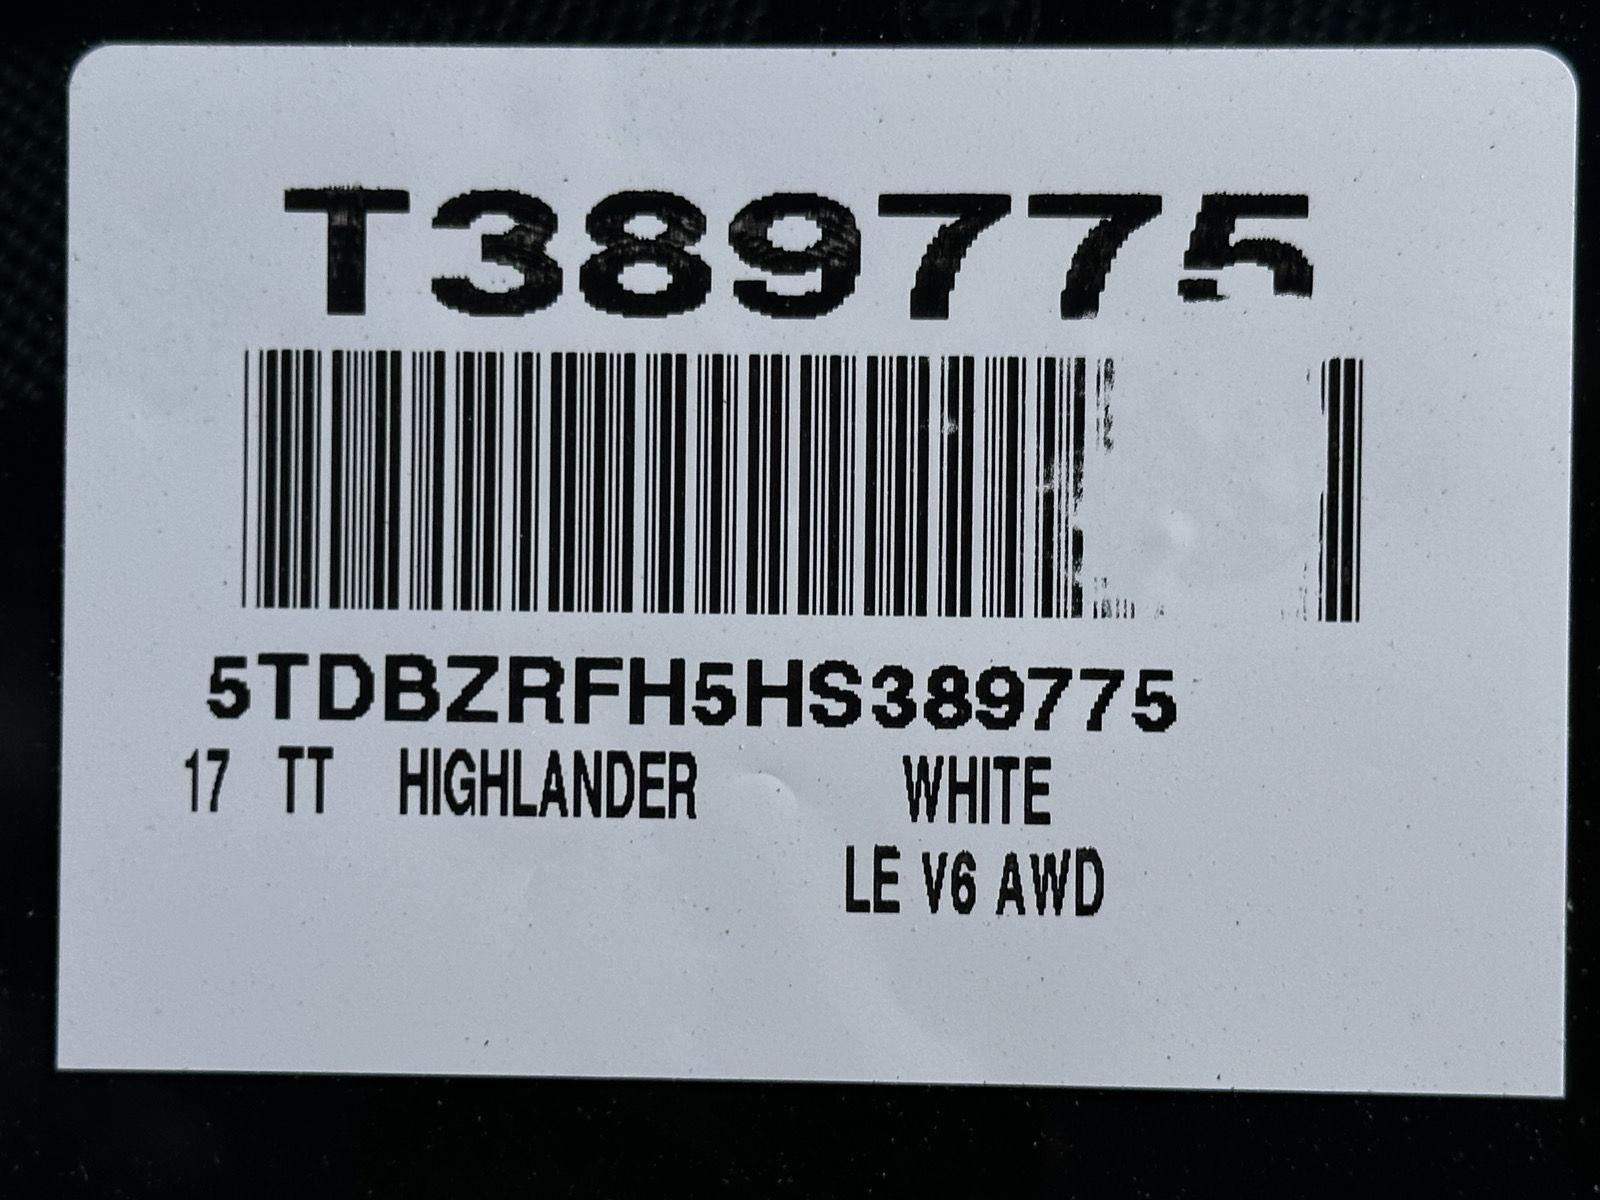 T389775
5TDBZRFH5HS389775
17 TT HIGHLANDER WHITE
LE V6 AWD